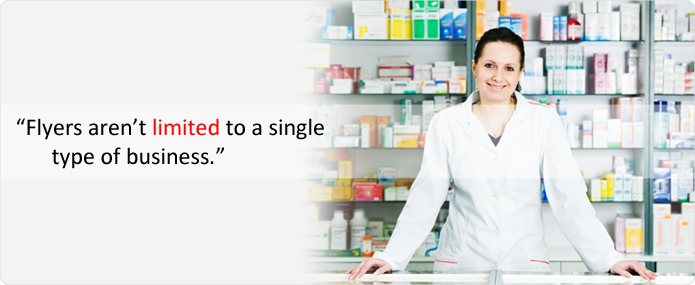 “Flyers aren’t limited to a single
type of business.”